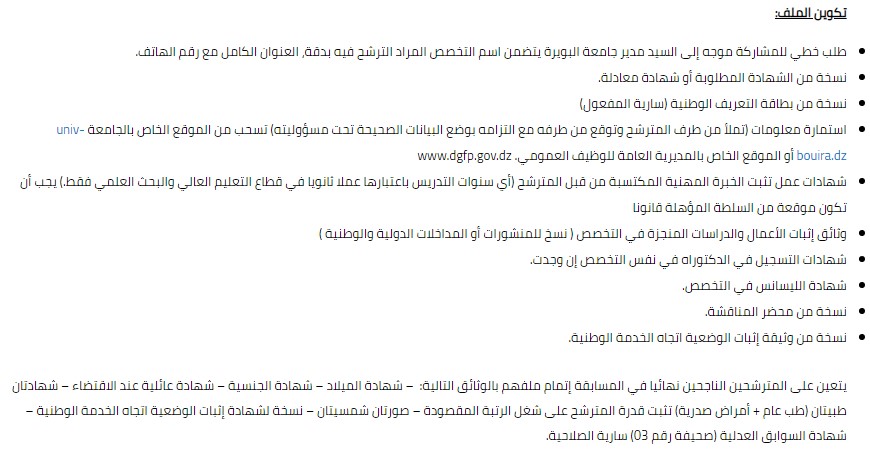 تكوين الملف:
طلب خطي للمشاركة موجه إلى السيد مدير جامعة البويرة يتضمن اسم التخصص المراد الترشح فيه بدقة, العنوان الكامل مع رقم الهاتف.
نسخة من الشهادة المطلوبة أو شهادة معادلة.
نسخة من بطاقة التعريف الوطنية (سارية المفعول)
استمارة معلومات (تملأ من طرف المترشح وتوقع من طرفه مع التزامه بوضع البيانات الصحيحة تحت مسؤوليته) تسحب من الموقع الخاص بالجامعة univ-
bouira.dz أو الموقع الخاص بالمديرية العامة للوظيف العمومي. www.dgfp.gov.dz
شهادات عمل تثبت الخبرة المهنية المكتسبة من قبل المترشح (أي سنوات التدريس باعتبارها عملا ثانويا في قطاع التعليم العالي والبحث العلمي فقط.) يجب أن
تكون موقعة من السلطة المؤهلة قانونا
وثائق إثبات الأعمال والدراسات المنجزة في التخصص ( نسخ للمنشورات أو المداخلات الدولية والوطنية )
شهادات التسجيل في الدكتوراه في نفس التخصص إن وجدت.
شهادة الليسانس في التخصص.
نسخة من محضر المناقشة.
نسخة من وثيقة إثبات الوضعية اتجاه الخدمة الوطنية.
يتعين على المترشحين الناجحين نهائيا في المسابقة إتمام ملفهم بالوثائق التالية: – شهادة الميلاد – شهادة الجنسية – شهادة عائلية عند الاقتضاء – شهادتان
طبيتان (طب عام + أمراض صدرية) تثبت قدرة المترشح على شغل الرتبة المقصودة – صورتان شمسيتان – نسخة لشهادة إثبات الوضعية اتجاه الخدمة الوطنية –
شهادة السوابق العدلية (صحيفة رقم 03) سارية الصلاحية.